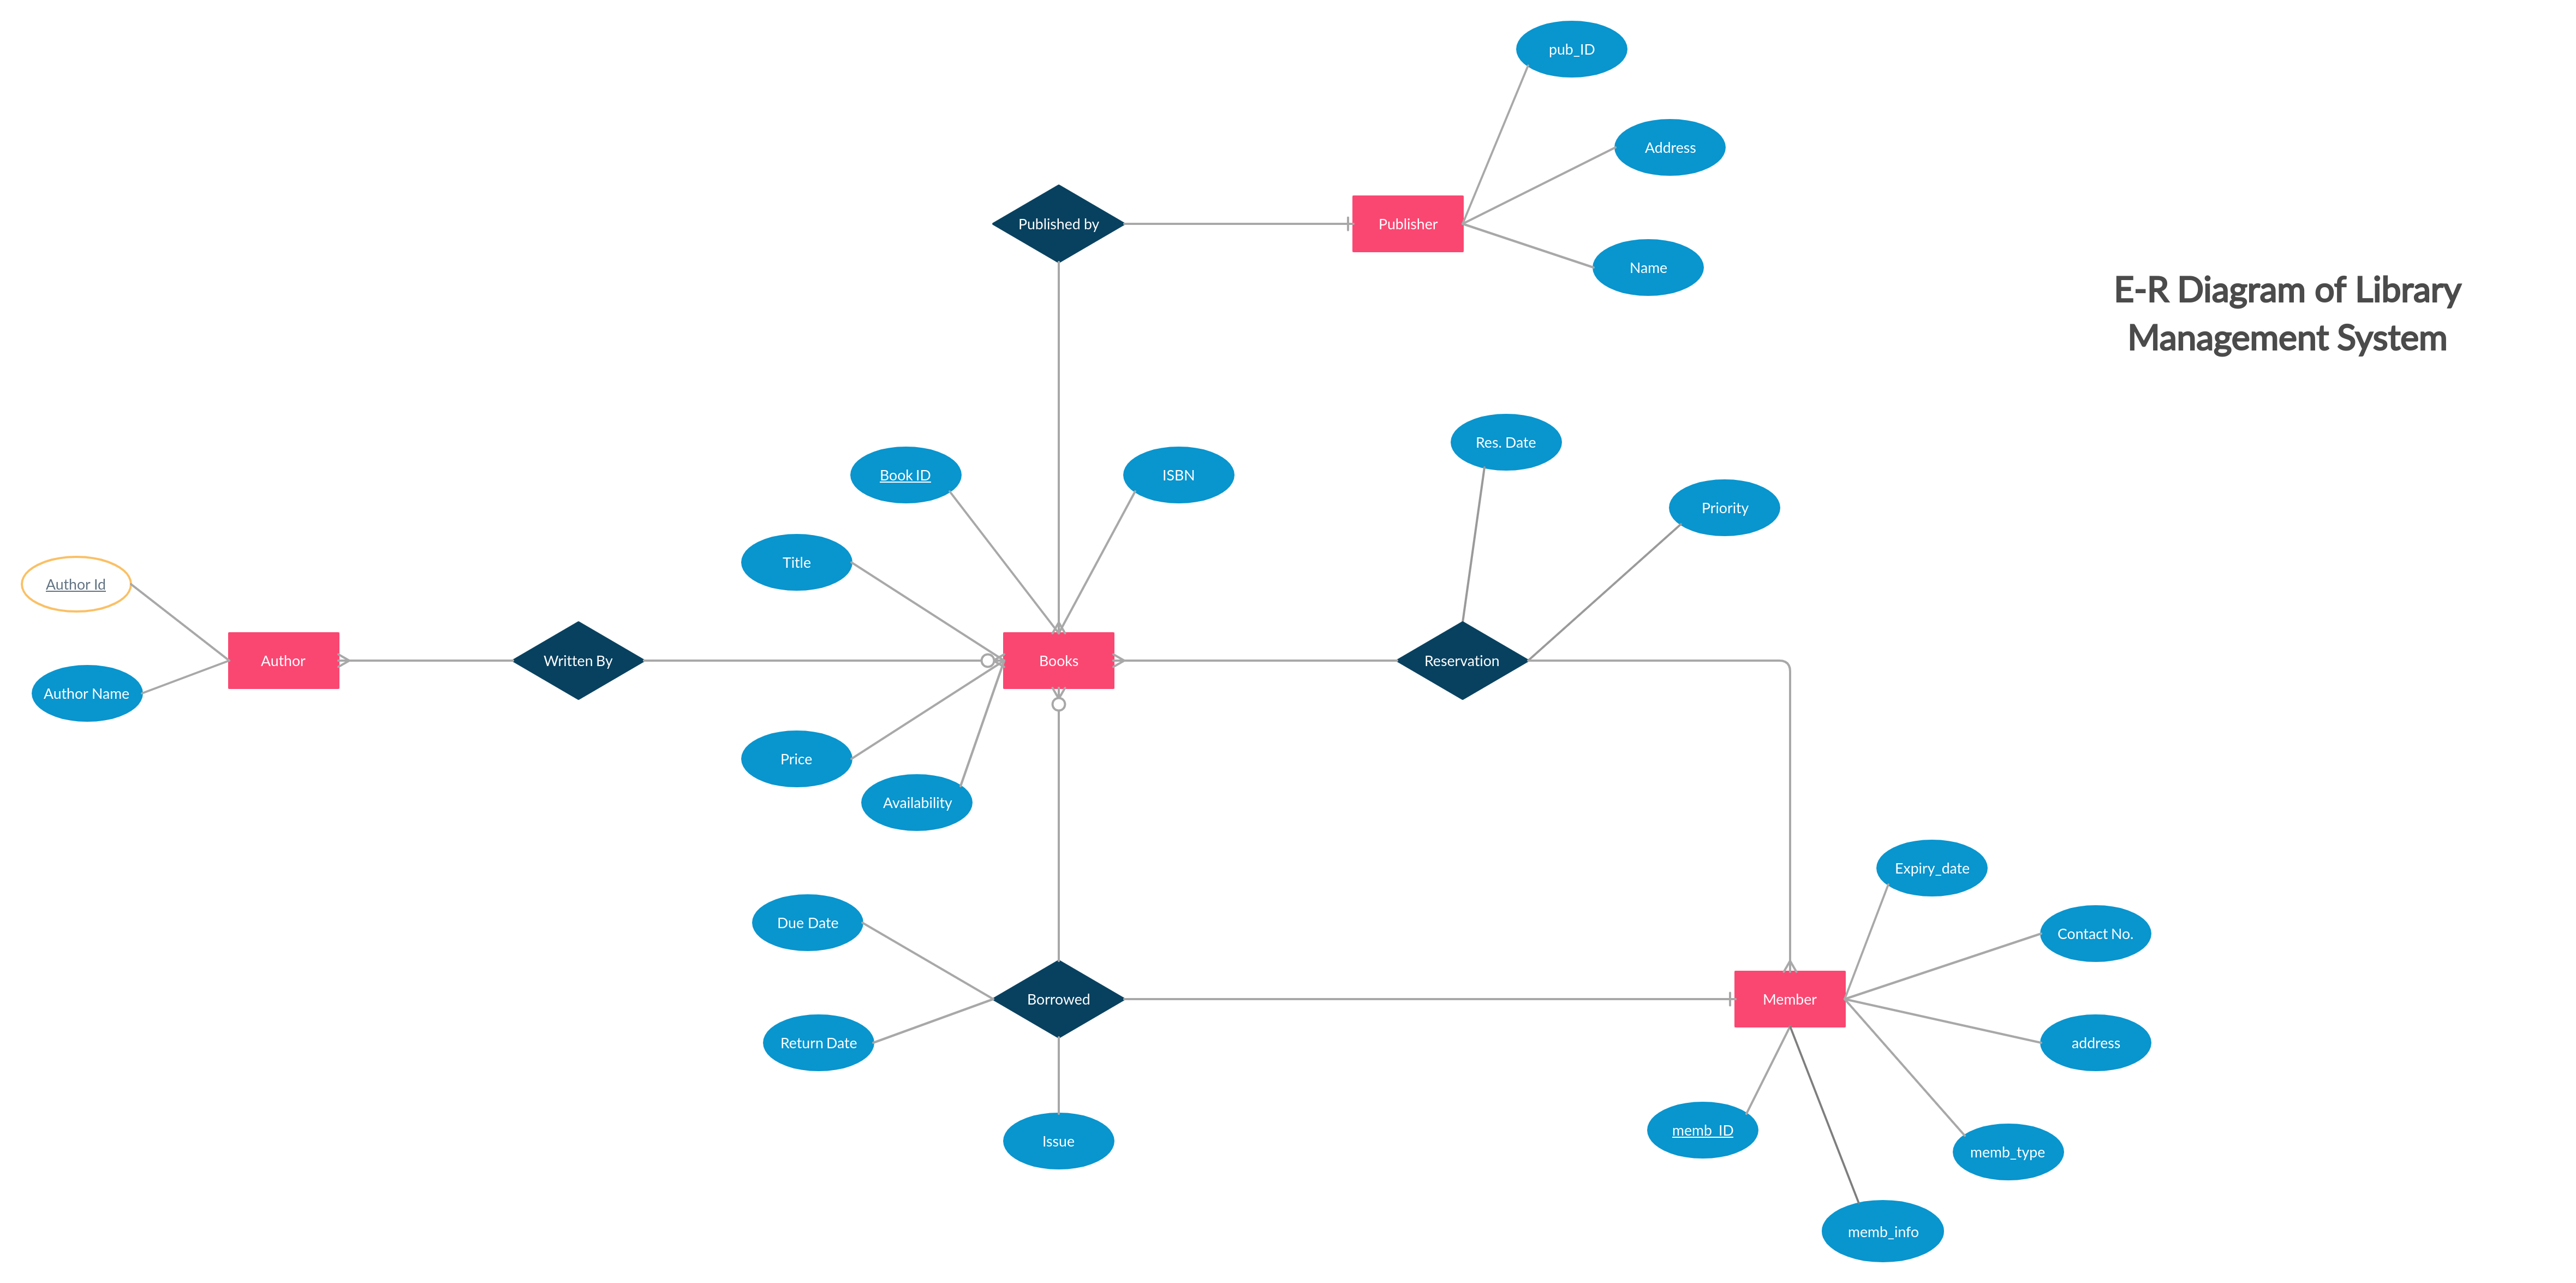 pub_ID
Address
Published by
Publisher
Name
E-R Diagram of Library
Management System
Res. Date
Book ID
ISBN
Priority
Title
Author Id
Author
Written By
Books
Reservation
Author Name
Price
Availability
Expiry_date
Due Date
Contact No.
Borrowed
Member
Return Date
address
memb_ID
Issue
memb_type
memb_info